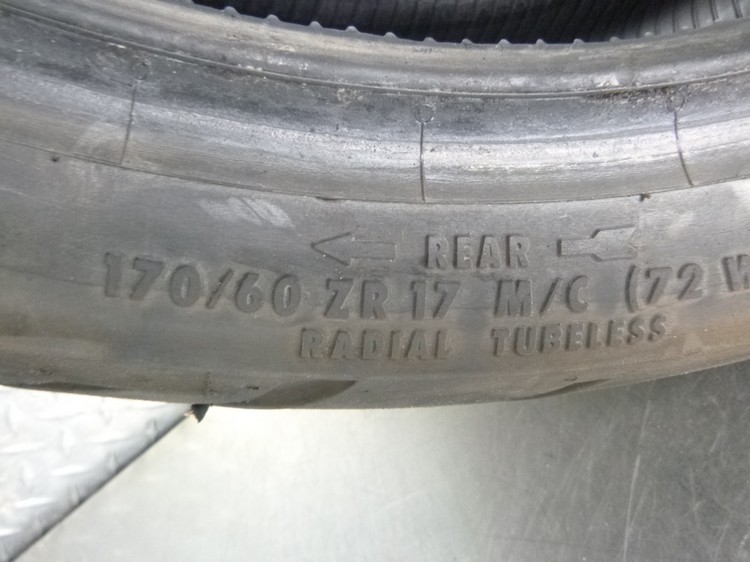 REAR
170/60 ZR 17 M/C (72 W
RADIAL TUBELESS